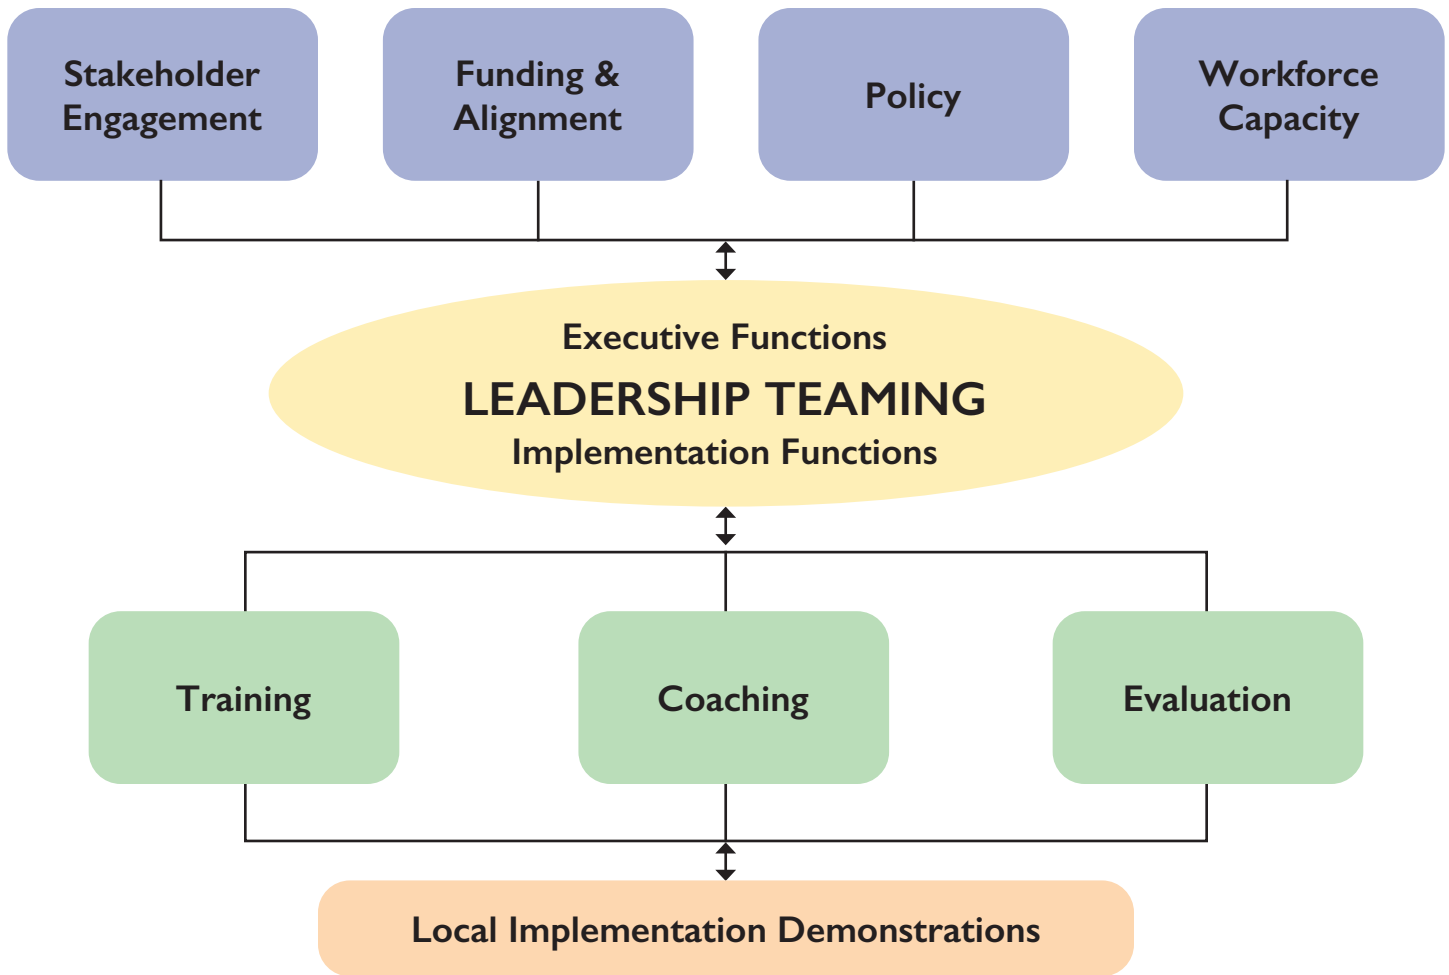 Stakeholder
Engagement
Funding &
Alignment
Policy
Workforce
Capacity
Executive Functions
LEADERSHIP TEAMING
Implementation Functions
Training
Coaching
Evaluation
Local Implementation Demonstrations